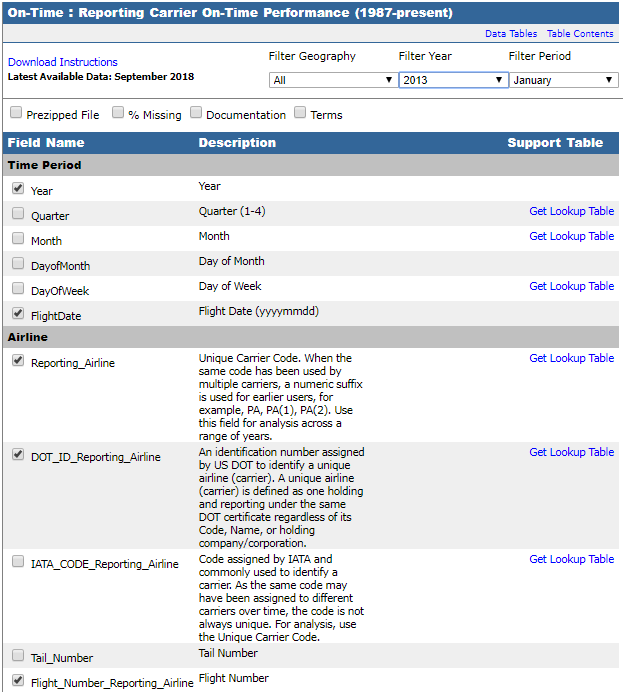 On-Time : Reporting Carrier On-Time Performance (1987-present)
Data Tables Table Contents
Download Instructions
Latest Available Data: September 2018
Filter Geography Filter Year Filter Period
All 2013 January
Prezipped File % Missing Documentation Terms
Field Name Description Support Table
Time Period
Year Year
Quarter Quarter (1-4) Get Lookup Table
Month Month Get Lookup Table
DayofMonth Day of Month
DayOfWeek Day of Week Get Lookup Table
FlightDate Flight Date (yyyymmdd)
Airline
Reporting_Airline Unique Carrier Code. When the Get Lookup Table
same code has been used by
multiple carriers, a numeric suffix
is used for earlier users, for
example, PA, PA(1), PA(2). Use
this field for analysis across a
range of years.
DOT_ID_Reporting_Airline An identification number assigned Get Lookup Table
by US DOT to identify a unique
airline (carrier). A unique airline
(carrier) is defined as one holding
and reporting under the same
DOT certificate regardless of its
Code, Name, or holding
company/corporation.
IATA_CODE_Reporting_Airline Code assigned by IATA and Get Lookup Table
commonly used to identify a
carrier. As the same code may
have been assigned to different
carriers over time, the code is not
always unique. For analysis, use
the Unique Carrier Code.
Tail_Number Tail Number
Flight_Number_Reporting_Airline Flight Number